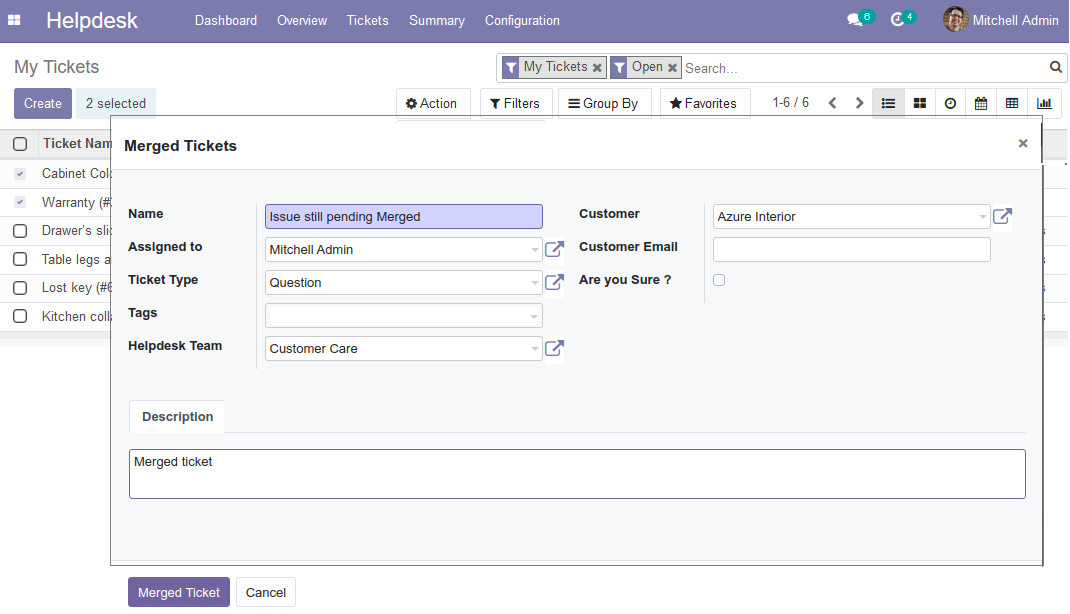 Helpdesk Dashboard Overview Tickets Summary Configuration 6 4 Mitchell Admin
My Tickets My Tickets Open Search...
Create 2 selected Action Filters Group By Favorites 1-6 / 6
Ticket Nam
Merged Tickets
Cabinet Col
Warranty (#
Drawer's sli
Table legs a
Lost key (#6
Kitchen coll
Name Issue still pending Merged Customer Azure Interior
Assigned to Mitchell Admin Customer Email
Ticket Type Question Are you Sure ?
Tags
Helpdesk Team Customer Care
Description
Merged ticket
Merged Ticket Cancel